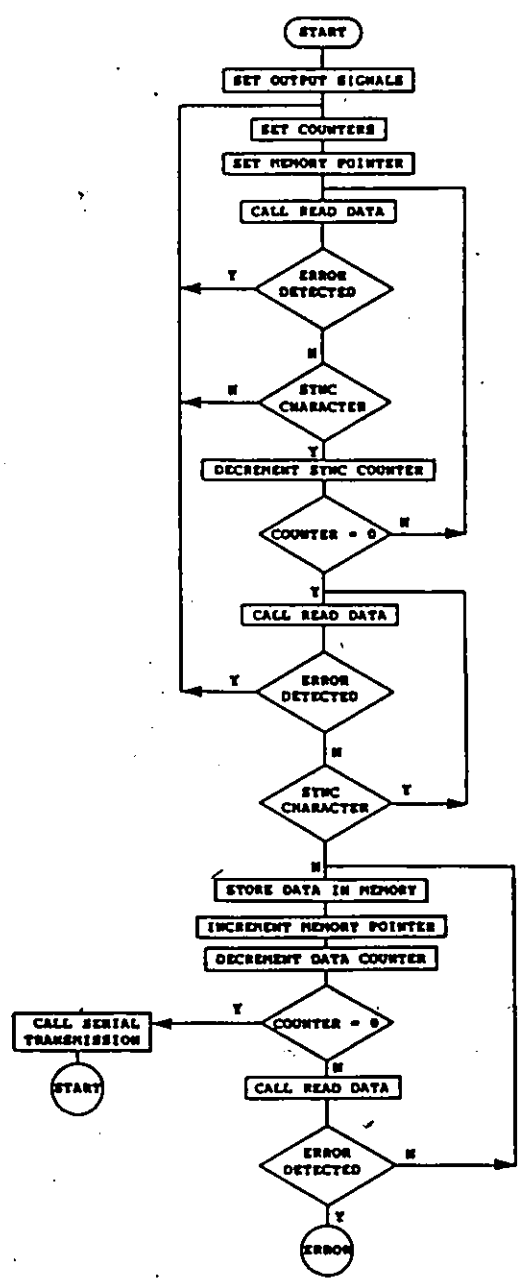 START
SET OUTPUT SIGNALS
SET COUNTERS
SET MEMORY POINTER
CALL READ DATA
ERROR
DETECTED
Y
N
SYNC
CHARACTER
N
Y
DECREMENT SYNC COUNTER
COUNTER = 0
N
Y
CALL READ DATA
ERROR
DETECTED
Y
N
SYNC
CHARACTER
Y
N
STORE DATA IN MEMORY
INCREMENT MEMORY POINTER
DECREMENT DATA COUNTER
COUNTER = 0
Y
CALL SERIAL
TRANSMISSION
START
N
CALL READ DATA
ERROR
DETECTED
N
Y
ERROR